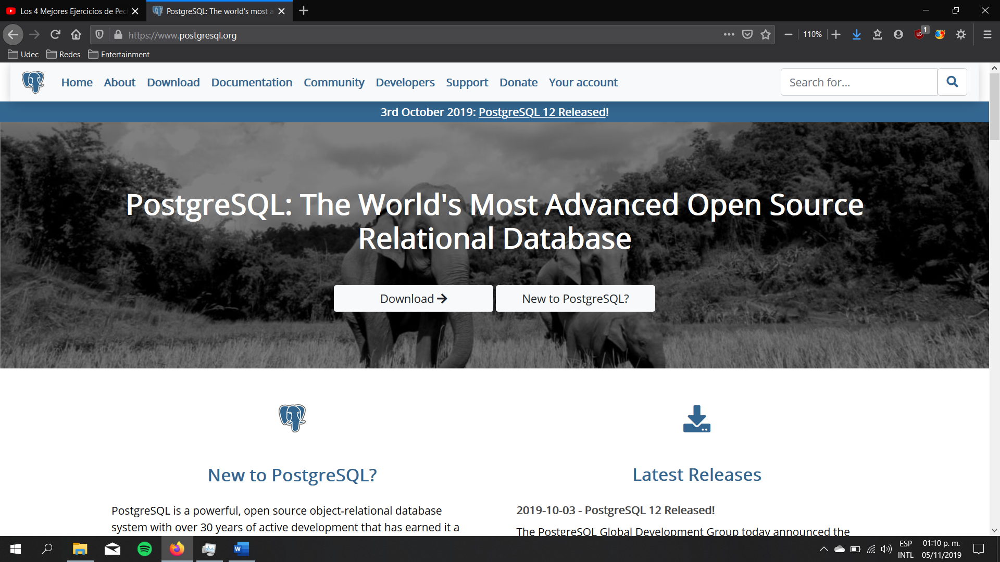 Los 4 Mejores Ejercicios de Pec
PostgreSQL: The world's most a
https://www.postgresql.org
110%
1
Udec
Redes
Entertainment
Home
About
Download
Documentation
Community
Developers
Support
Donate
Your account
Search for...
3rd October 2019: PostgreSQL 12 Released!
PostgreSQL: The World's Most Advanced Open Source
Relational Database
Download
New to PostgreSQL?
New to PostgreSQL?
PostgreSQL is a powerful, open source object-relational database
system with over 30 years of active development that has earned it a
Latest Releases
2019-10-03 - PostgreSQL 12 Released!
The PostgreSQL Global Development Group today announced the
ESP
INTL
01:10 p. m.
05/11/2019